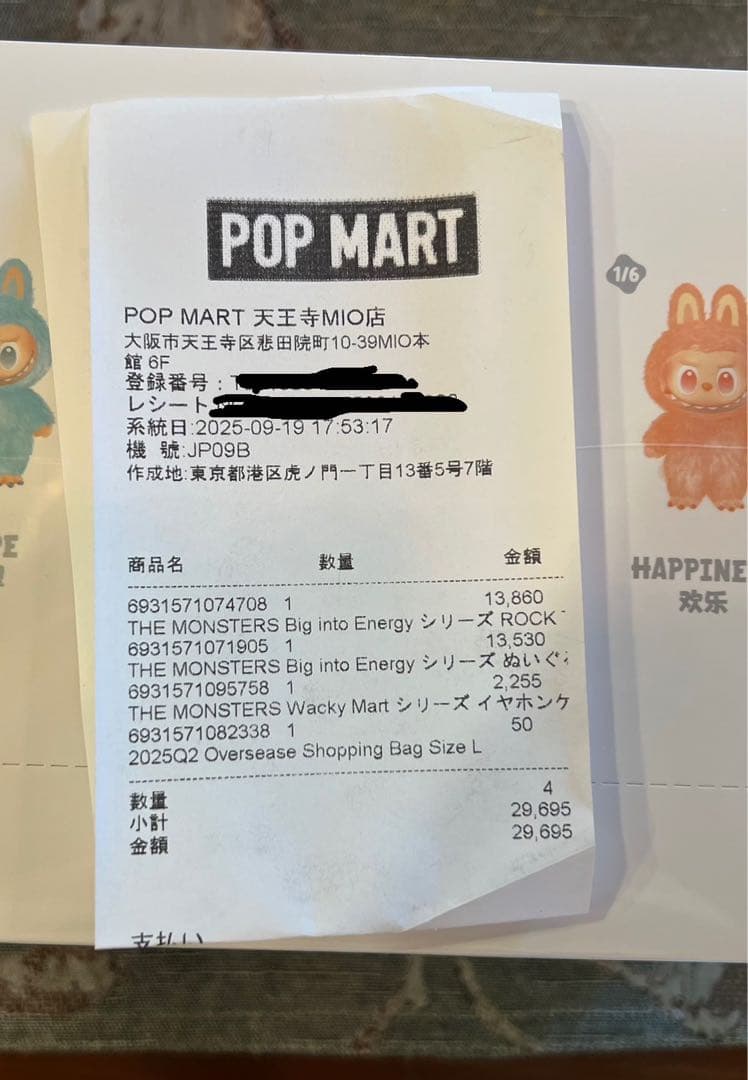 POP MART
POP MART 天王寺MIO店
大阪市天王寺区悲田院町10-39MIO本
館 6F
登録番号:
レシート
系統日:2025-09-19 17:53:17
機 號:JP09B
作成地:東京都港区虎ノ門一丁目13番5号7階
商品名 数量 金額
6931571074708 1 13,860
THE MONSTERS Big into Energy シリーズ ROCK
6931571071905 1 13,530
THE MONSTERS Big into Energy シリーズ ぬいぐ
6931571095758 1 2,255
THE MONSTERS Wacky Mart シリーズ イヤホンケ
6931571082338 1 50
2025Q2 Oversease Shopping Bag Size L
數量 4
小計 29,695
金額 29,695
支払い
1/6
HAPPINE
欢乐